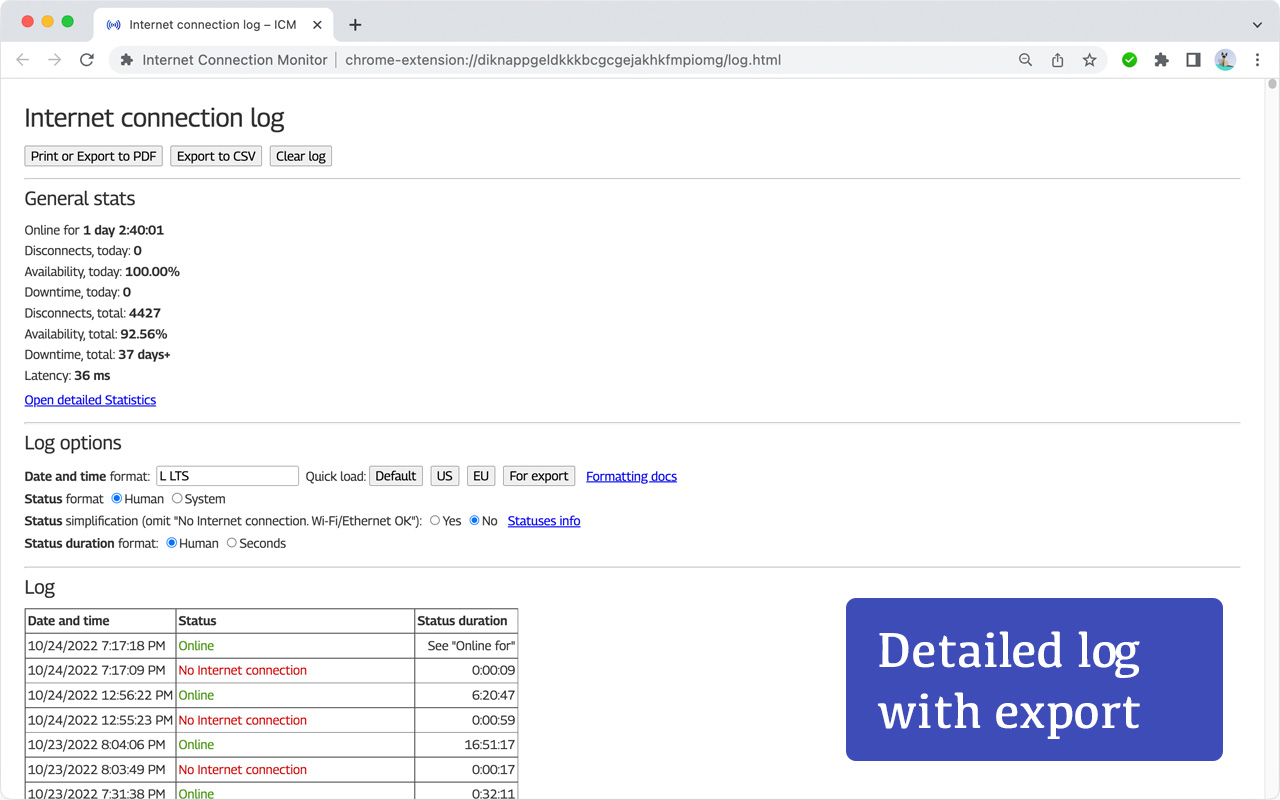 Internet connection log – ICM
Internet Connection Monitor chrome-extension://diknappgeldkkkbcgcgejakhkfmpiomg/log.html
Internet connection log
Print or Export to PDF Export to CSV Clear log
General stats
Online for 1 day 2:40:01
Disconnects, today: 0
Availability, today: 100.00%
Downtime, today: 0
Disconnects, total: 4427
Availability, total: 92.56%
Downtime, total: 37 days+
Latency: 36 ms
Open detailed Statistics
Log options
Date and time format: L LTS Quick load: Default US EU For export Formatting docs
Status format Human System
Status simplification (omit "No Internet connection. Wi-Fi/Ethernet OK"): Yes No Statuses info
Status duration format: Human Seconds
Log
Date and time Status Status duration
10/24/2022 7:17:18 PM Online See "Online for"
10/24/2022 7:17:09 PM No Internet connection 0:00:09
10/24/2022 12:56:22 PM Online 6:20:47
10/24/2022 12:55:23 PM No Internet connection 0:00:59
10/23/2022 8:04:06 PM Online 16:51:17
10/23/2022 8:03:49 PM No Internet connection 0:00:17
10/23/2022 7:31:38 PM Online 0:32:11
Detailed log
with export